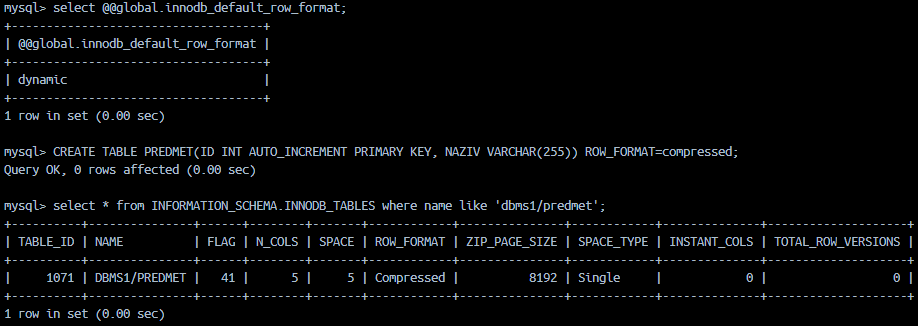 mysql> select @@global.innodb_default_row_format;
+------------------------------------+
| @@global.innodb_default_row_format |
+------------------------------------+
| dynamic                            |
+------------------------------------+
1 row in set (0.00 sec)
mysql> CREATE TABLE PREDMET(ID INT AUTO_INCREMENT PRIMARY KEY, NAZIV VARCHAR(255)) ROW_FORMAT=compressed;
Query OK, 0 rows affected (0.00 sec)
mysql> select * from INFORMATION_SCHEMA.INNODB_TABLES where name like 'dbms1/predmet';
+----------+---------------+------+--------+-------+------------+---------------+------------+--------------+--------------------+
| TABLE_ID | NAME          | FLAG | N_COLS | SPACE | ROW_FORMAT | ZIP_PAGE_SIZE | SPACE_TYPE | INSTANT_COLS | TOTAL_ROW_VERSIONS |
+----------+---------------+------+--------+-------+------------+---------------+------------+--------------+--------------------+
|     1071 | DBMS1/PREDMET |   41 |      5 |     5 | Compressed |          8192 | Single     |            0 |                  0 |
+----------+---------------+------+--------+-------+------------+---------------+------------+--------------+--------------------+
1 row in set (0.00 sec)